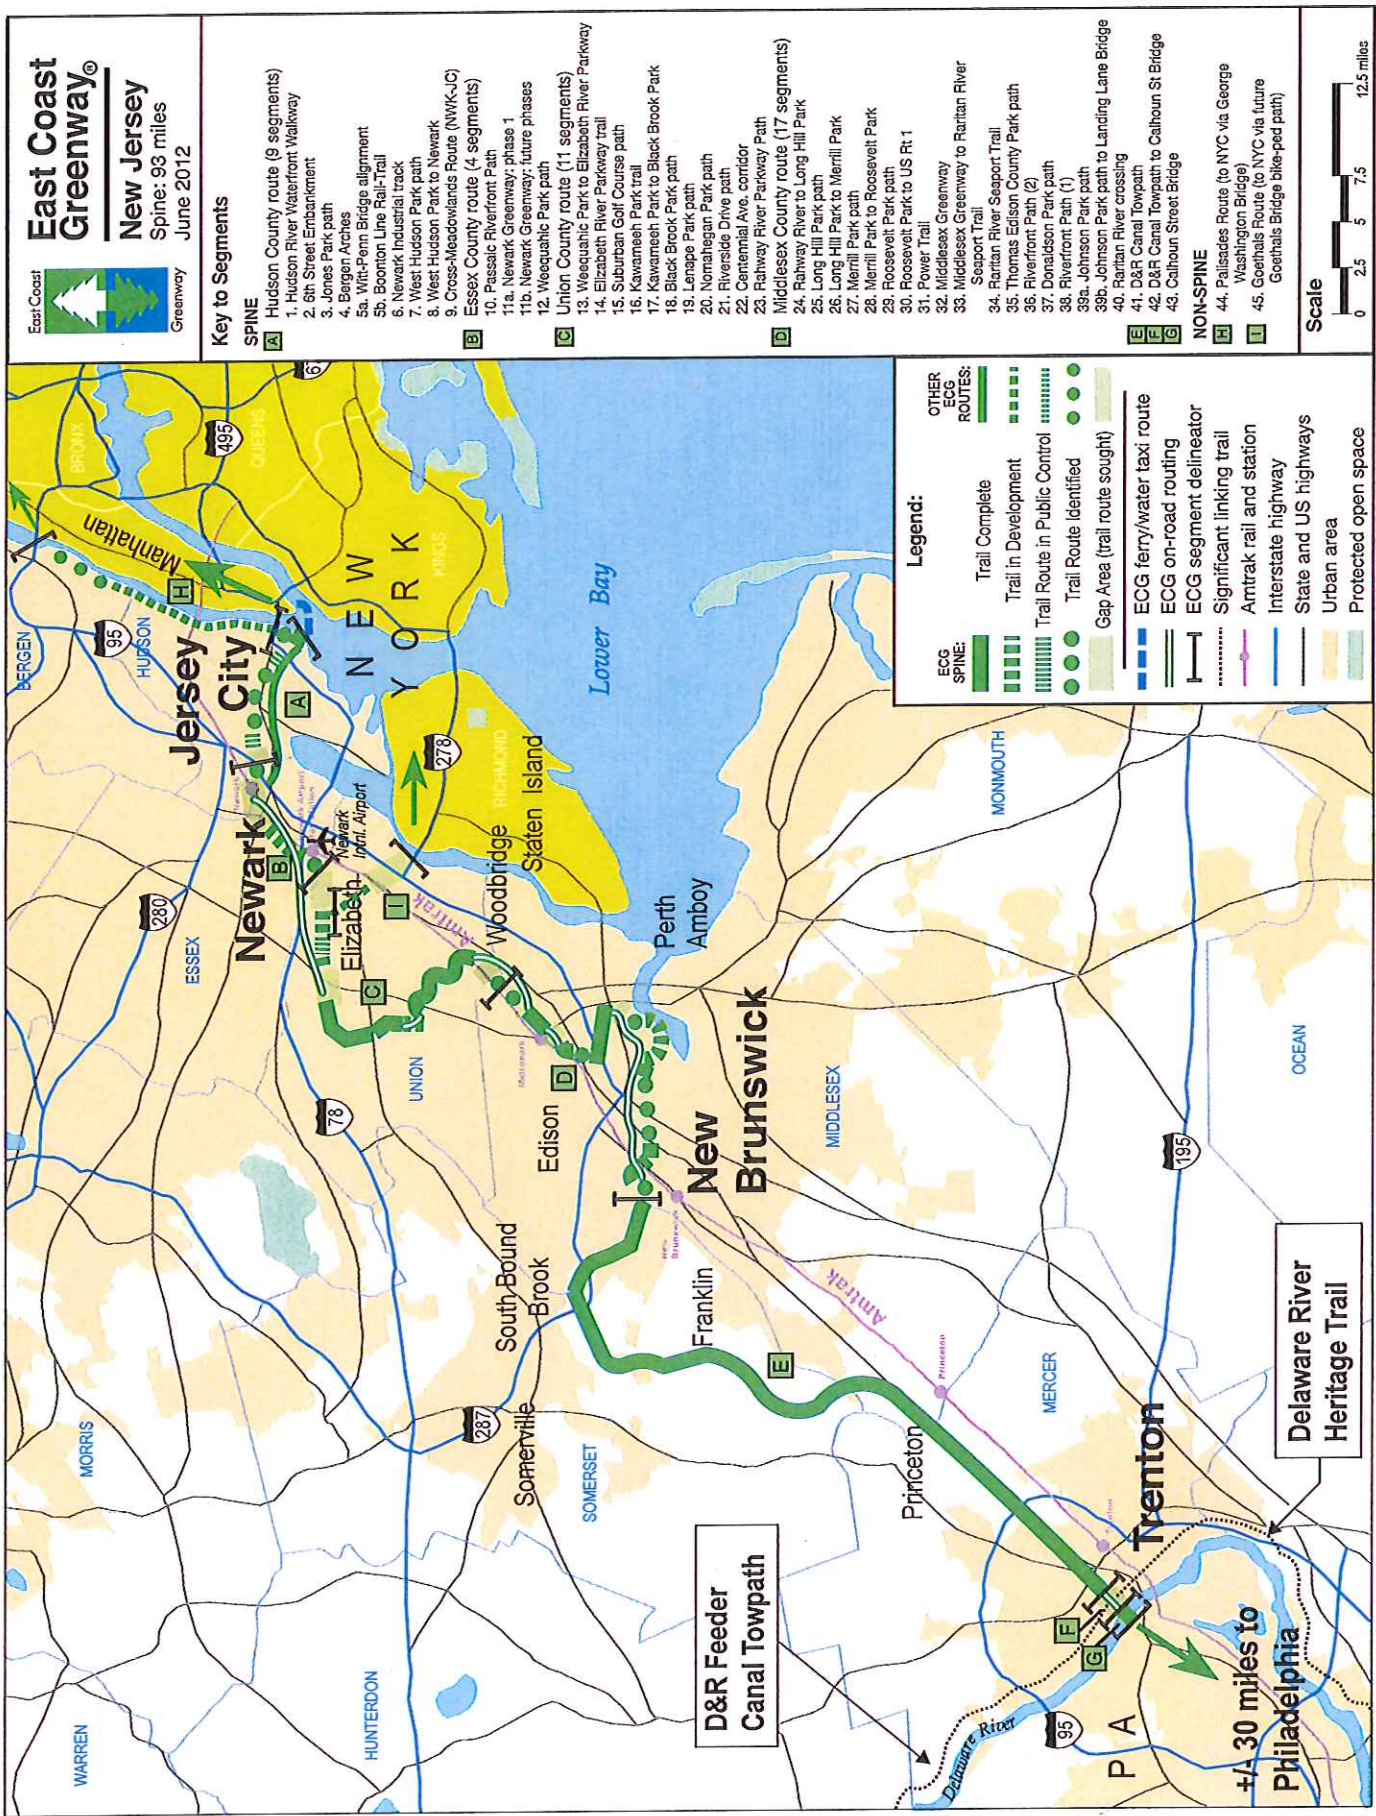 East Coast
Greenway
East Coast
Greenway®
New Jersey
Spine: 93 miles
June 2012
Key to Segments
SPINE
A Hudson County route (9 segments)
1. Hudson River Waterfront Walkway
2. 6th Street Embankment
3. Jones Park path
4. Bergen Arches
5a. Witt-Penn Bridge alignment
5b. Boonton Line Rail-Trail
6. Newark Industrial track
7. West Hudson Park path
8. West Hudson Park to Newark
9. Cross-Meadowlands Route (NWK-JC)
B Essex County route (4 segments)
10. Passaic Riverfront Path
11a. Newark Greenway: phase 1
11b. Newark Greenway: future phases
12. Weequahic Park path
C Union County route (11 segments)
13. Weequahic Park to Elizabeth River Parkway
14. Elizabeth River Parkway trail
15. Suburban Golf Course path
16. Kawameeh Park trail
17. Kawameeh Park to Black Brook Park
18. Black Brook Park path
19. Lenape Park path
20. Nomahegan Park path
21. Riverside Drive path
22. Centennial Ave. corridor
23. Rahway River Parkway Path
D Middlesex County route (17 segments)
24. Rahway River to Long Hill Park
25. Long Hill Park path
26. Long Hill Park to Merrill Park
27. Merrill Park path
28. Merrill Park to Roosevelt Park
29. Roosevelt Park path
30. Roosevelt Park to US Rt 1
31. Power Trail
32. Middlesex Greenway
33. Middlesex Greenway to Raritan River
Seaport Trail
34. Raritan River Seaport Trail
35. Thomas Edison County Park path
36. Riverfront Path (2)
37. Donaldson Park path
38. Riverfront Path (1)
39a. Johnson Park path
39b. Johnson Park path to Landing Lane Bridge
40. Raritan River crossing
E 41. D&R Canal Towpath
F 42. D&R Canal Towpath to Calhoun St Bridge
G 43. Calhoun Street Bridge
NON-SPINE
H 44. Palisades Route (to NYC via George
Washington Bridge)
I 45. Goethals Route (to NYC via future
Goethals Bridge bike-ped path)
Scale
0 2.5 5 7.5 12.5 miles
Legend:
ECG
SPINE:
OTHER
ECG
ROUTES:
Trail Complete
Trail in Development
Trail Route in Public Control
Trail Route Identified
Gap Area (trail route sought)
ECG ferry/water taxi route
ECG on-road routing
ECG segment delineator
Significant linking trail
Amtrak rail and station
Interstate highway
State and US highways
Urban area
Protected open space
WARREN
MORRIS
BERGEN
BRONX
HUDSON
Manhattan
QUEENS
495
67
95
H
Jersey
City
A
NEW
YORK
KINGS
280
ESSEX
Newark
Newark
B
Newark
Intnl. Airport
Elizabeth
I
278
RICHMOND
Staten Island
Lower Bay
C
Amtrak
Woodbridge
78
UNION
Metropark
D
Edison
Perth
Amboy
New
Brunswick
New
Brunswick
MIDDLESEX
MONMOUTH
OCEAN
195
South Bound
Brook
287
Somerville
SOMERSET
Franklin
E
Amtrak
Princeton
Princeton
MERCER
HUNTERDON
Trenton
F
G
D&R Feeder
Canal Towpath
Delaware River
Heritage Trail
Delaware River
95
P A
+/- 30 miles to
Philadelphia